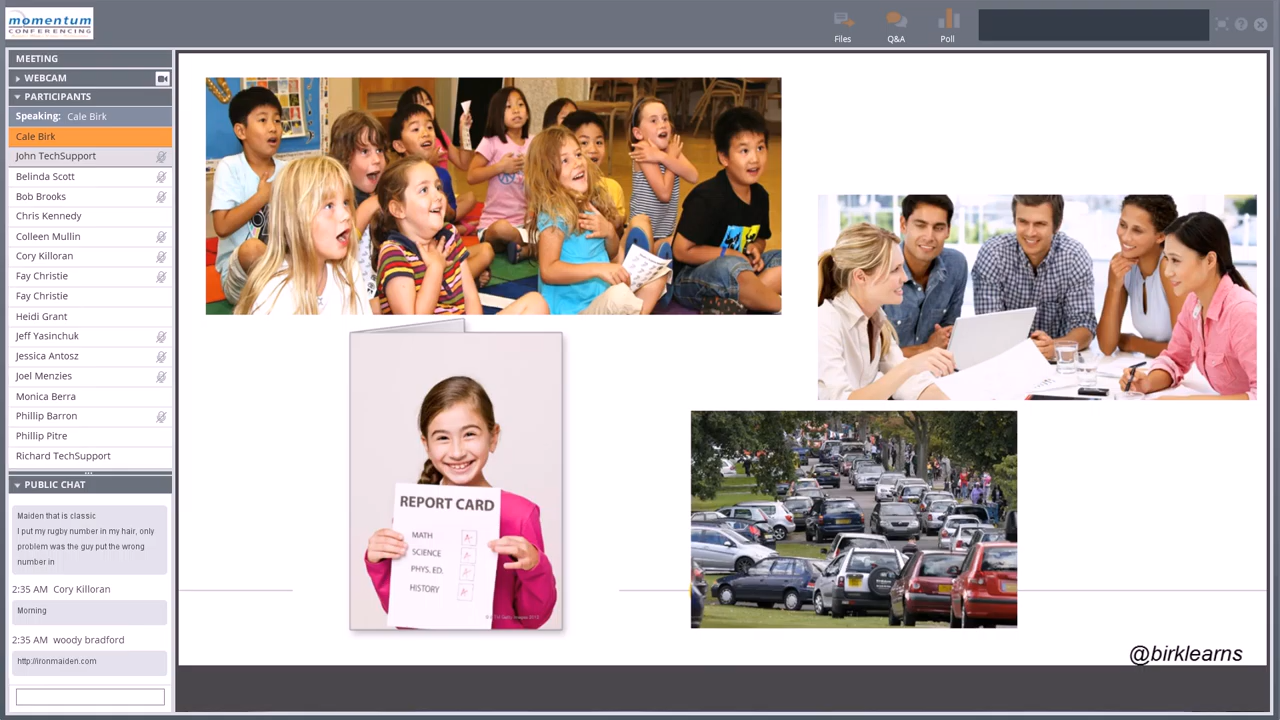 momentum
CONFERENCING
Files
Q&A
Poll
MEETING
WEBCAM
PARTICIPANTS
Speaking: Cale Birk
Cale Birk
John TechSupport
Belinda Scott
Bob Brooks
Chris Kennedy
Colleen Mullin
Cory Killoran
Fay Christie
Fay Christie
Heidi Grant
Jeff Yasinchuk
Jessica Antosz
Joel Menzies
Monica Berra
Phillip Barron
Phillip Pitre
Richard TechSupport
PUBLIC CHAT
Maiden that is classic
I put my rugby number in my hair, only
problem was the guy put the wrong
number in
2:35 AM Cory Killoran
Morning
2:35 AM woody bradford
http://ironmaiden.com
REPORT CARD
MATH
SCIENCE
PHYS. ED.
HISTORY
@birklearns